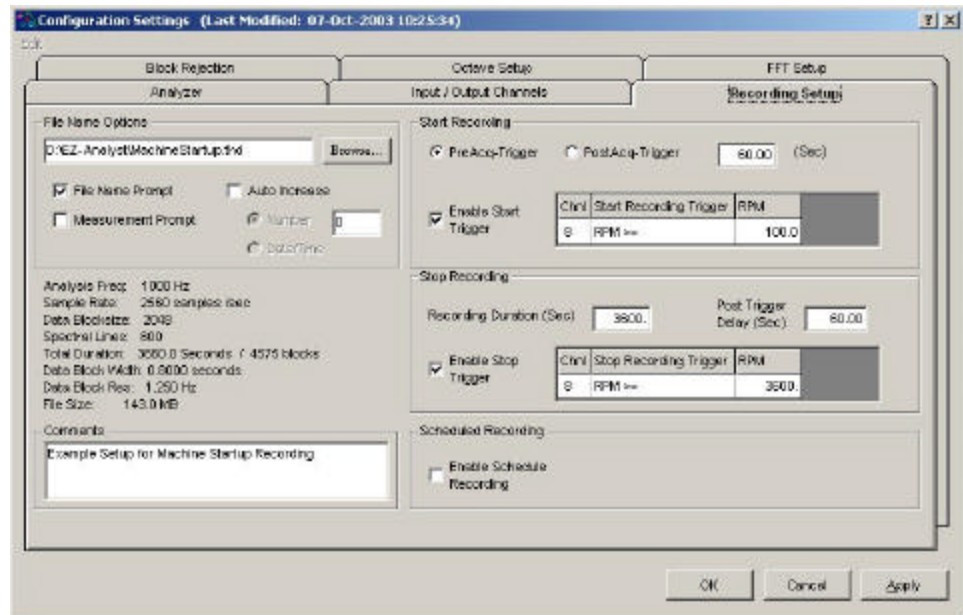 Configuration Settings (Last Modified: 07-Oct-2003 10:25:34)
Edit
Block Rejection
Octave Setup
FFT Setup
Analyzer
Input / Output Channels
Recording Setup
File Name Options
D:\EZ-Analyst\MachineStartup.thd
Browse...
File Name Prompt
Auto Increase
Measurement Prompt
Number
0
Date/Time
Analysis Freq: 1000 Hz
Sample Rate: 2560 samples /sec
Data Blocksize: 2048
Spectral Lines: 800
Total Duration: 3660.0 Seconds / 4575 blocks
Data Block Width: 0.8000 seconds
Data Block Res: 1.250 Hz
File Size: 143.0 MB
Comments
Example Setup for Machine Startup Recording
Start Recording
PreAcq-Trigger
PostAcq-Trigger
60.00
(Sec)
Enable Start Trigger
Chnl Start Recording Trigger RPM
8 RPM >= 100.0
Stop Recording
Recording Duration (Sec)
3600.
Post Trigger Delay (Sec)
60.00
Enable Stop Trigger
Chnl Stop Recording Trigger RPM
8 RPM >= 3600.
Scheduled Recording
Enable Schedule Recording
OK
Cancel
Apply